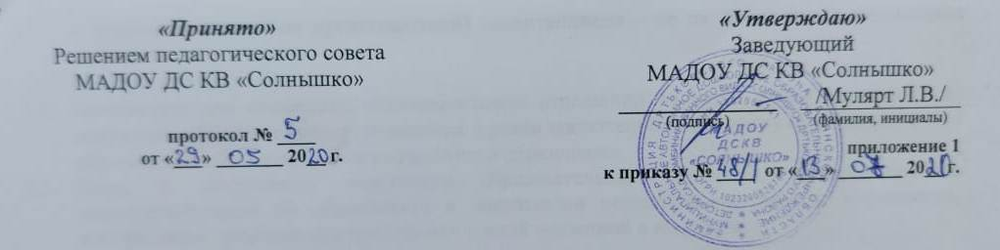 «Принято»
Решением педагогического совета
МАДОУ ДС КВ «Солнышко»
протокол № 5
от «29» 05 2020г.
«Утверждаю»
Заведующий
МАДОУ ДС КВ «Солнышко»
/Мулярт Л.В./
(подпись) (фамилия, инициалы)
приложение 1
к приказу № 48/1 от «13» 07 2020г.
МАДОУ
ДСКВ
«СОЛНЫШКО»